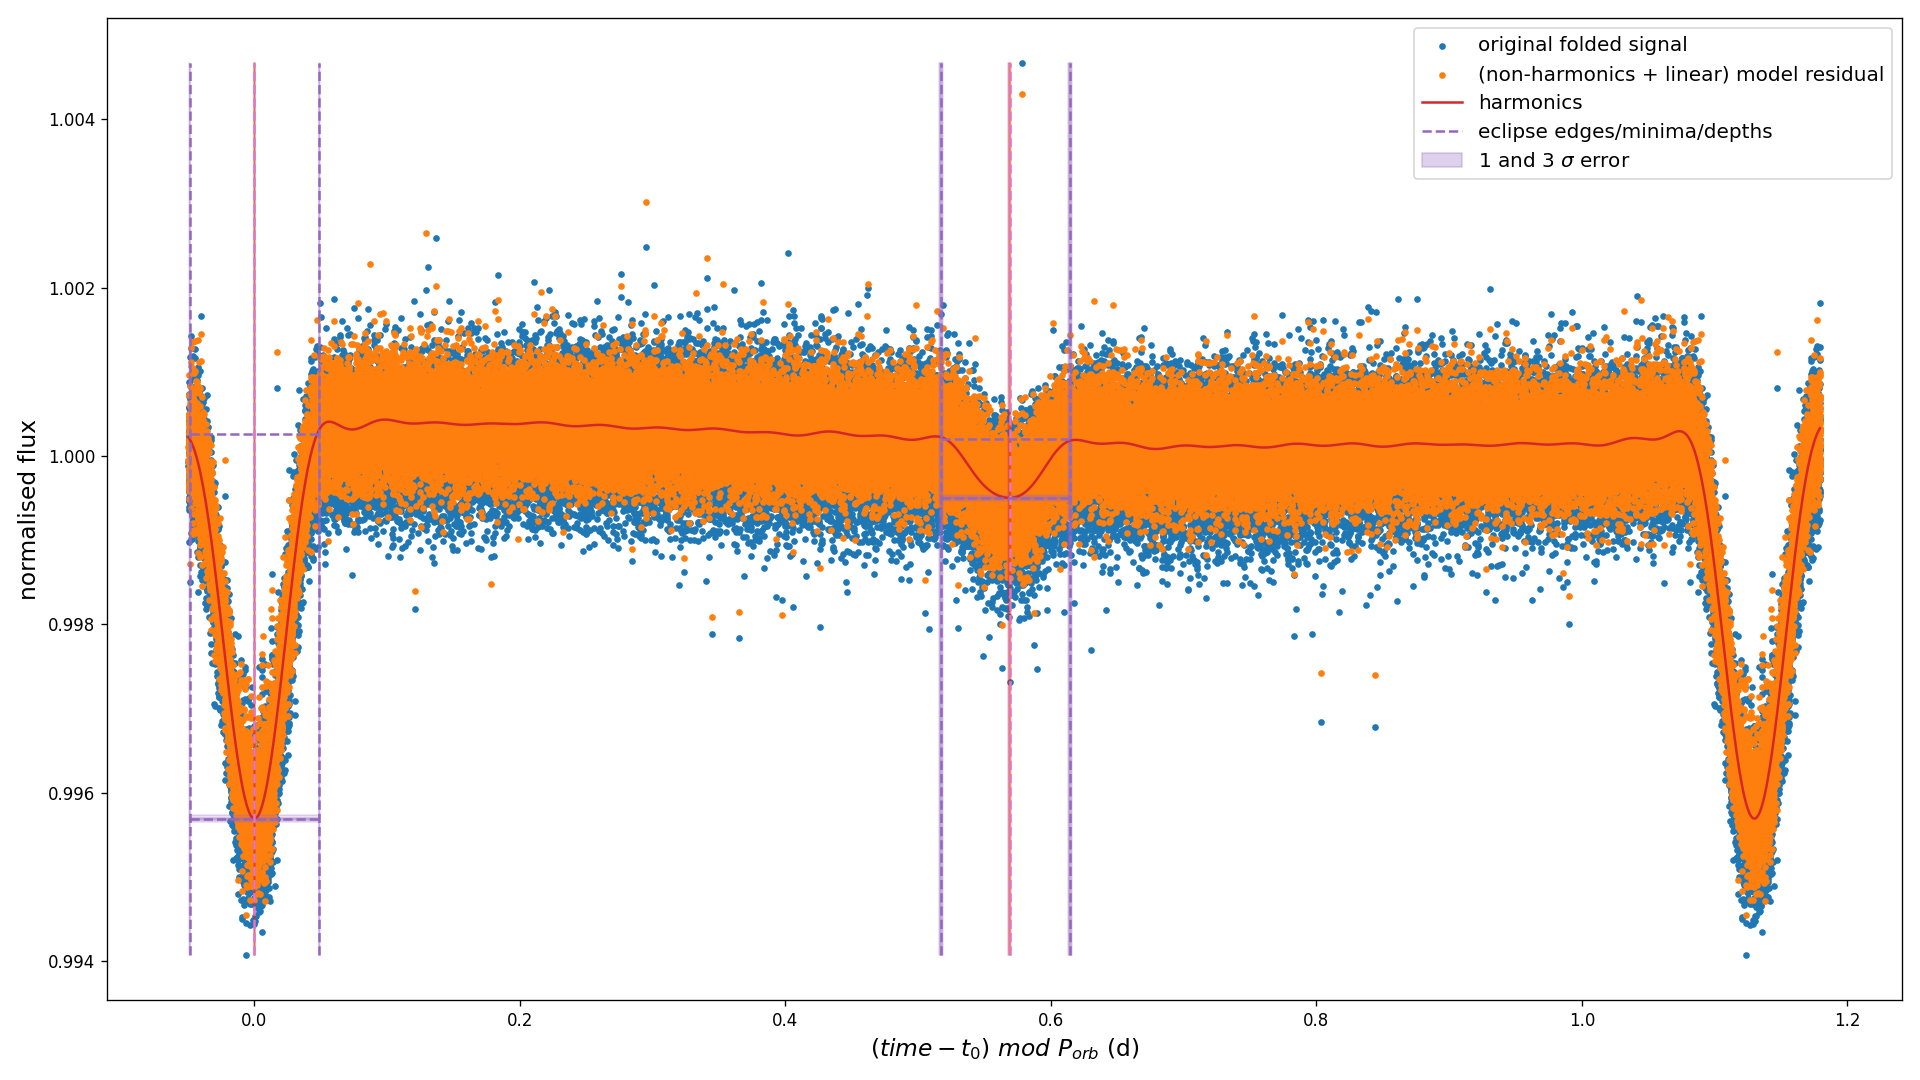 original folded signal
(non-harmonics + linear) model residual
harmonics
eclipse edges/minima/depths
1 and 3 σ error
normalised flux
1.004
1.002
1.000
0.998
0.996
0.994
0.0 0.2 0.4 0.6 0.8 1.0 1.2
(time − t₀) mod Pₒᵣb (d)